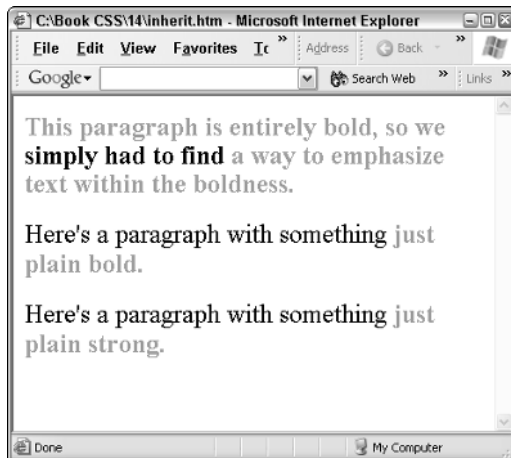 C:\Book CSS\14\inherit.htm - Microsoft Internet Explorer
File Edit View Favorites To » Address Back »
Google Search Web » Links »
This paragraph is entirely bold, so we
simply had to find a way to emphasize
text within the boldness.
Here's a paragraph with something just
plain bold.
Here's a paragraph with something just
plain strong.
Done My Computer